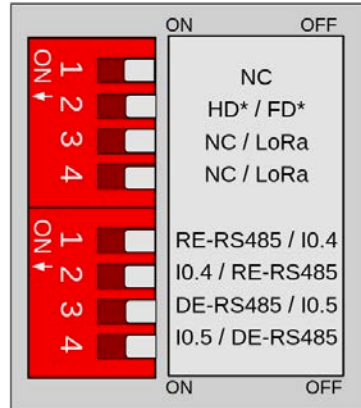 ON OFF
ON 1
2
3
4
NC
HD* / FD*
NC / LoRa
NC / LoRa
ON 1
2
3
4
RE-RS485 / I0.4
I0.4 / RE-RS485
DE-RS485 / I0.5
I0.5 / DE-RS485
ON OFF